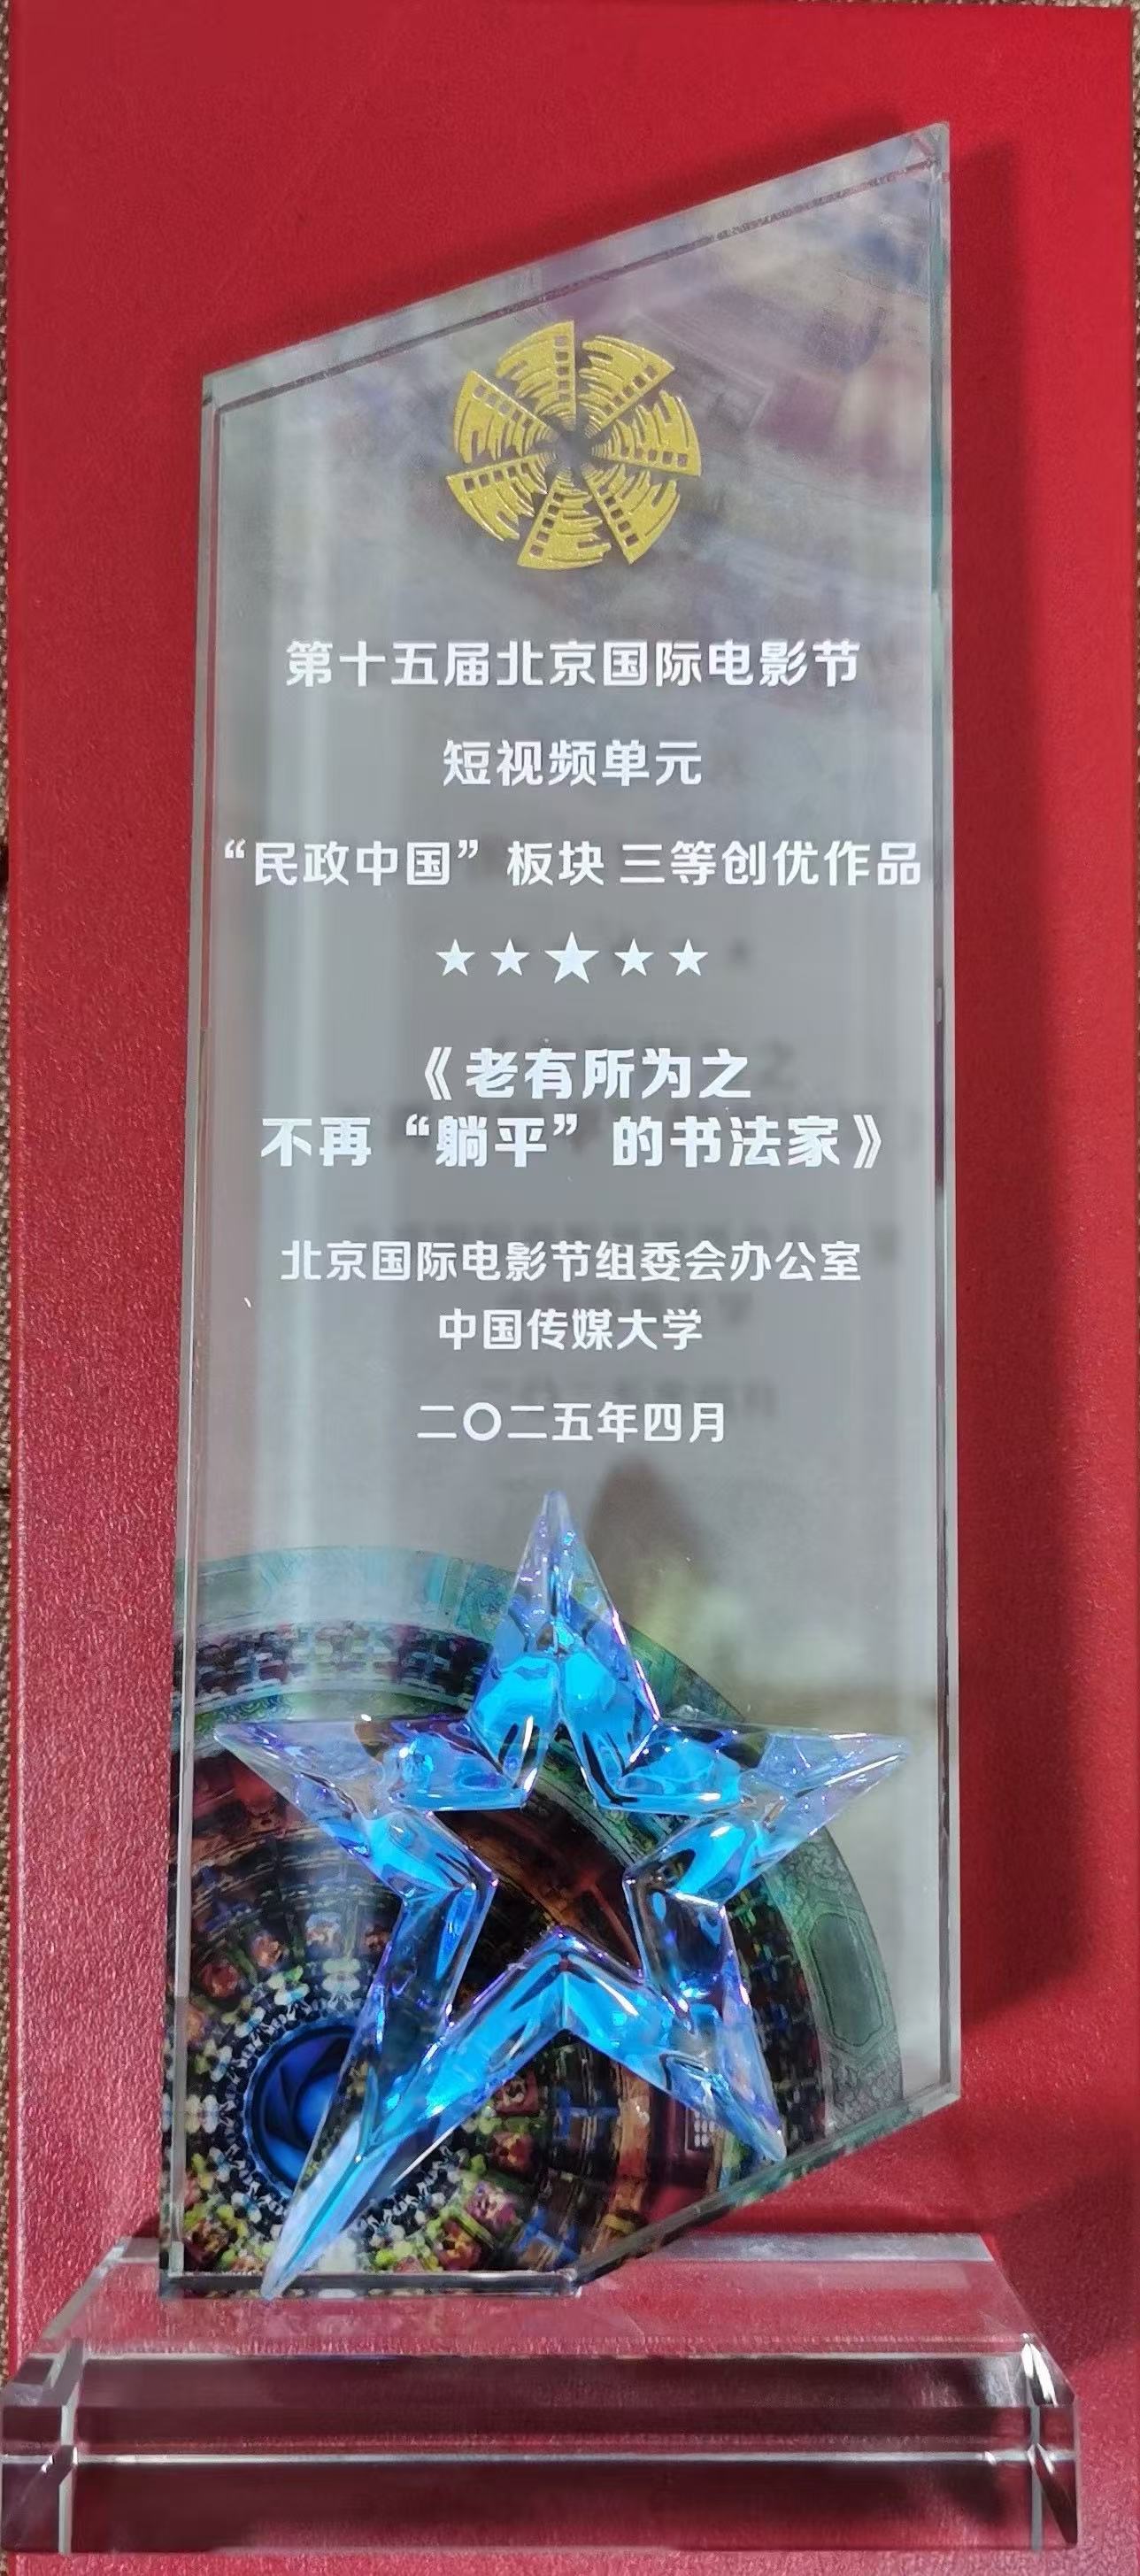 第十五届北京国际电影节
短视频单元
“民政中国”板块 三等创优作品
《老有所为之
不再“躺平”的书法家》
北京国际电影节组委会办公室
中国传媒大学
二〇二五年四月